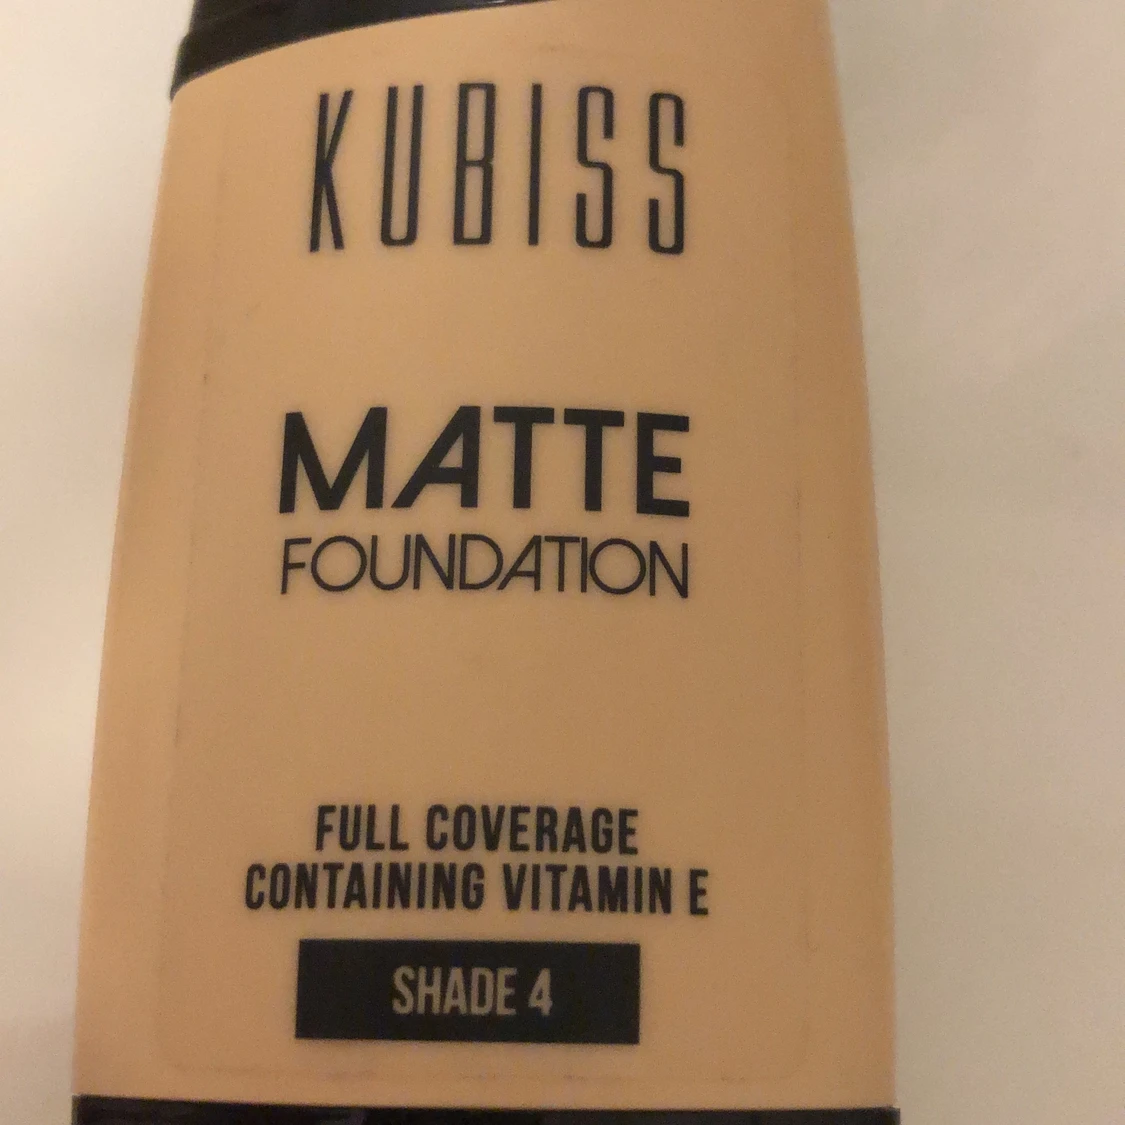 KUBISS
MATTE
FOUNDATION
FULL COVERAGE
CONTAINING VITAMIN E
SHADE 4